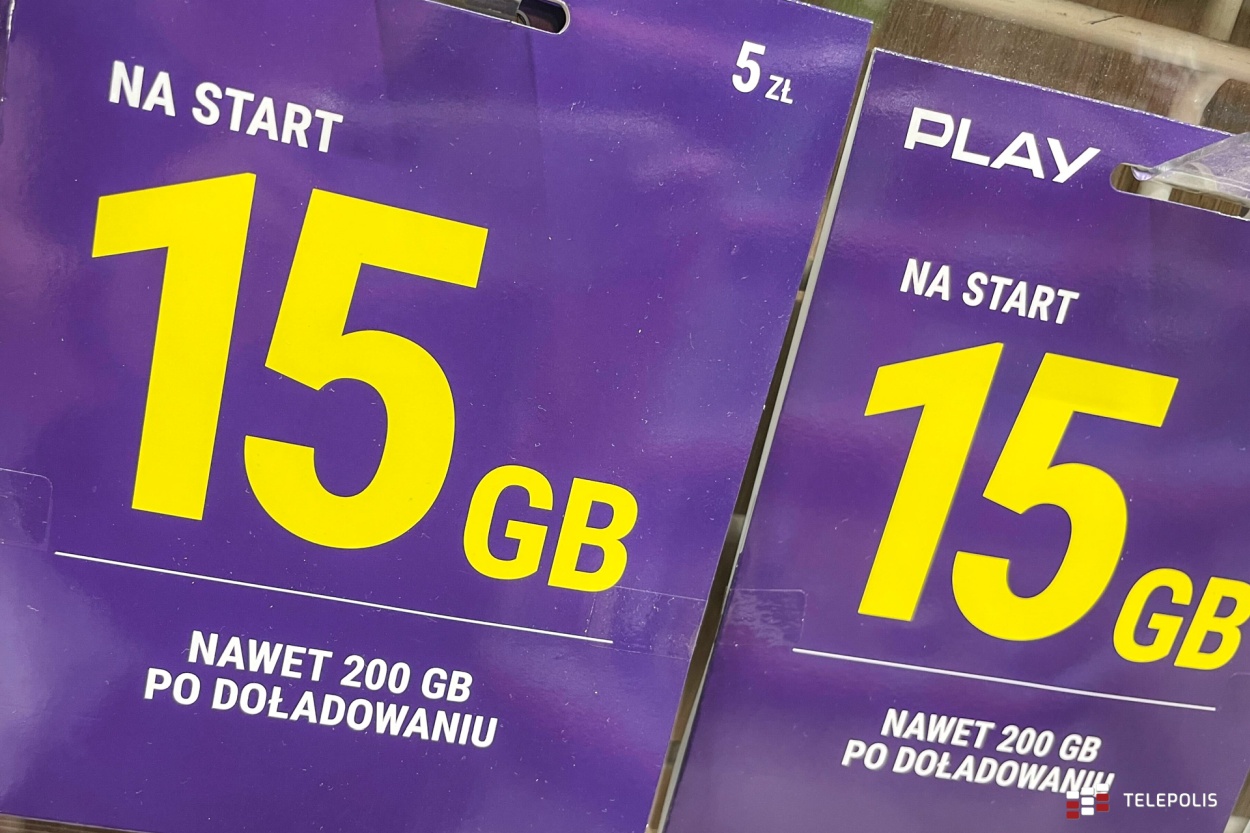 5 ZŁ
NA START
15 GB
NAWET 200 GB
PO DOŁADOWANIU
PLAY
NA START
15 GB
NAWET 200 GB
PO DOŁADOWANIU
TELEPOLIS